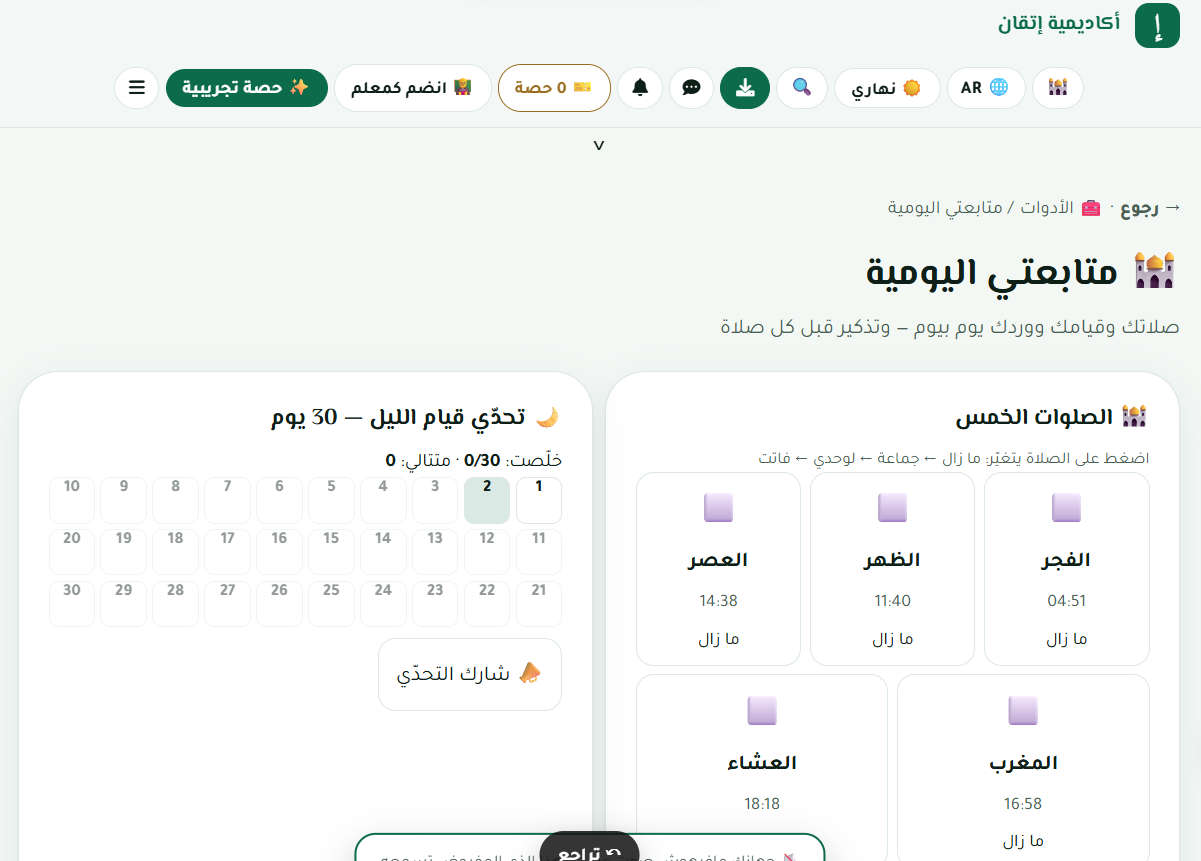 أكاديمية إتقان
إ
AR
نهاري
0 حصة
انضم كمعلم
حصة تجريبية
→ رجوع · الأدوات / متابعتي اليومية
متابعتي اليومية
صلاتك وقيامك ووردك يوم بيوم — وتذكير قبل كل صلاة
الصلوات الخمس
اضغط على الصلاة يتغيّر: ما زال ← جماعة ← لوحدي ← فاتت
الفجر
04:51
ما زال
الظهر
11:40
ما زال
العصر
14:38
ما زال
المغرب
16:58
ما زال
العشاء
18:18
تحدّي قيام الليل — 30 يوم
خلّصت: 0/30 · متتالي: 0
1 2 3 4 5 6 7 8 9 10
11 12 13 14 15 16 17 18 19 20
21 22 23 24 25 26 27 28 29 30
شارك التحدّي
تراجع